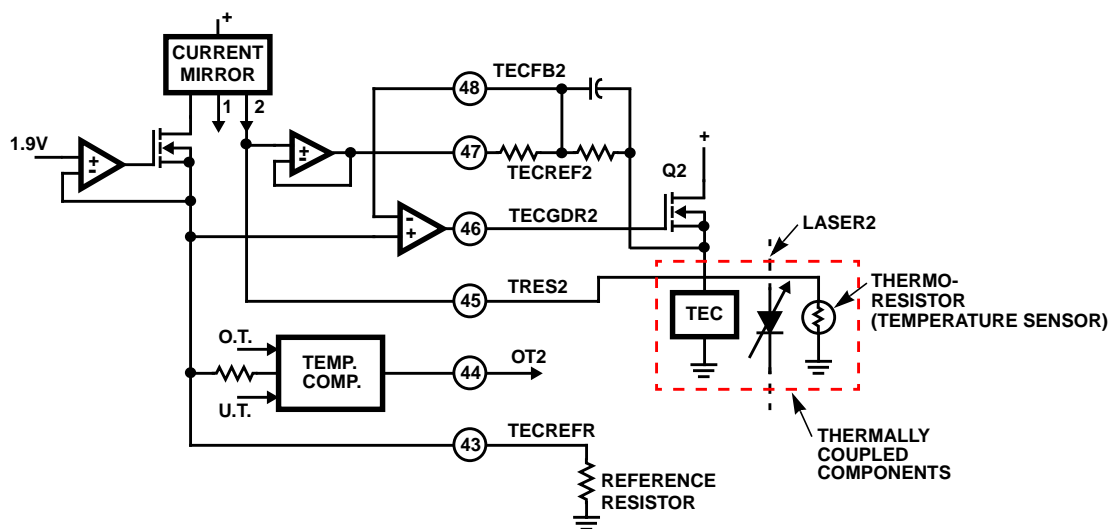 +
CURRENT
MIRROR
1
2
1.9V
+
-
+
-
48
TECFB2
47
TECREF2
-
+
46
TECGDR2
+
Q2
LASER2
45
TRES2
TEC
THERMO-
RESISTOR
(TEMPERATURE SENSOR)
O.T.
U.T.
TEMP.
COMP.
44
OT2
43
TECREFR
REFERENCE
RESISTOR
THERMALLY
COUPLED
COMPONENTS